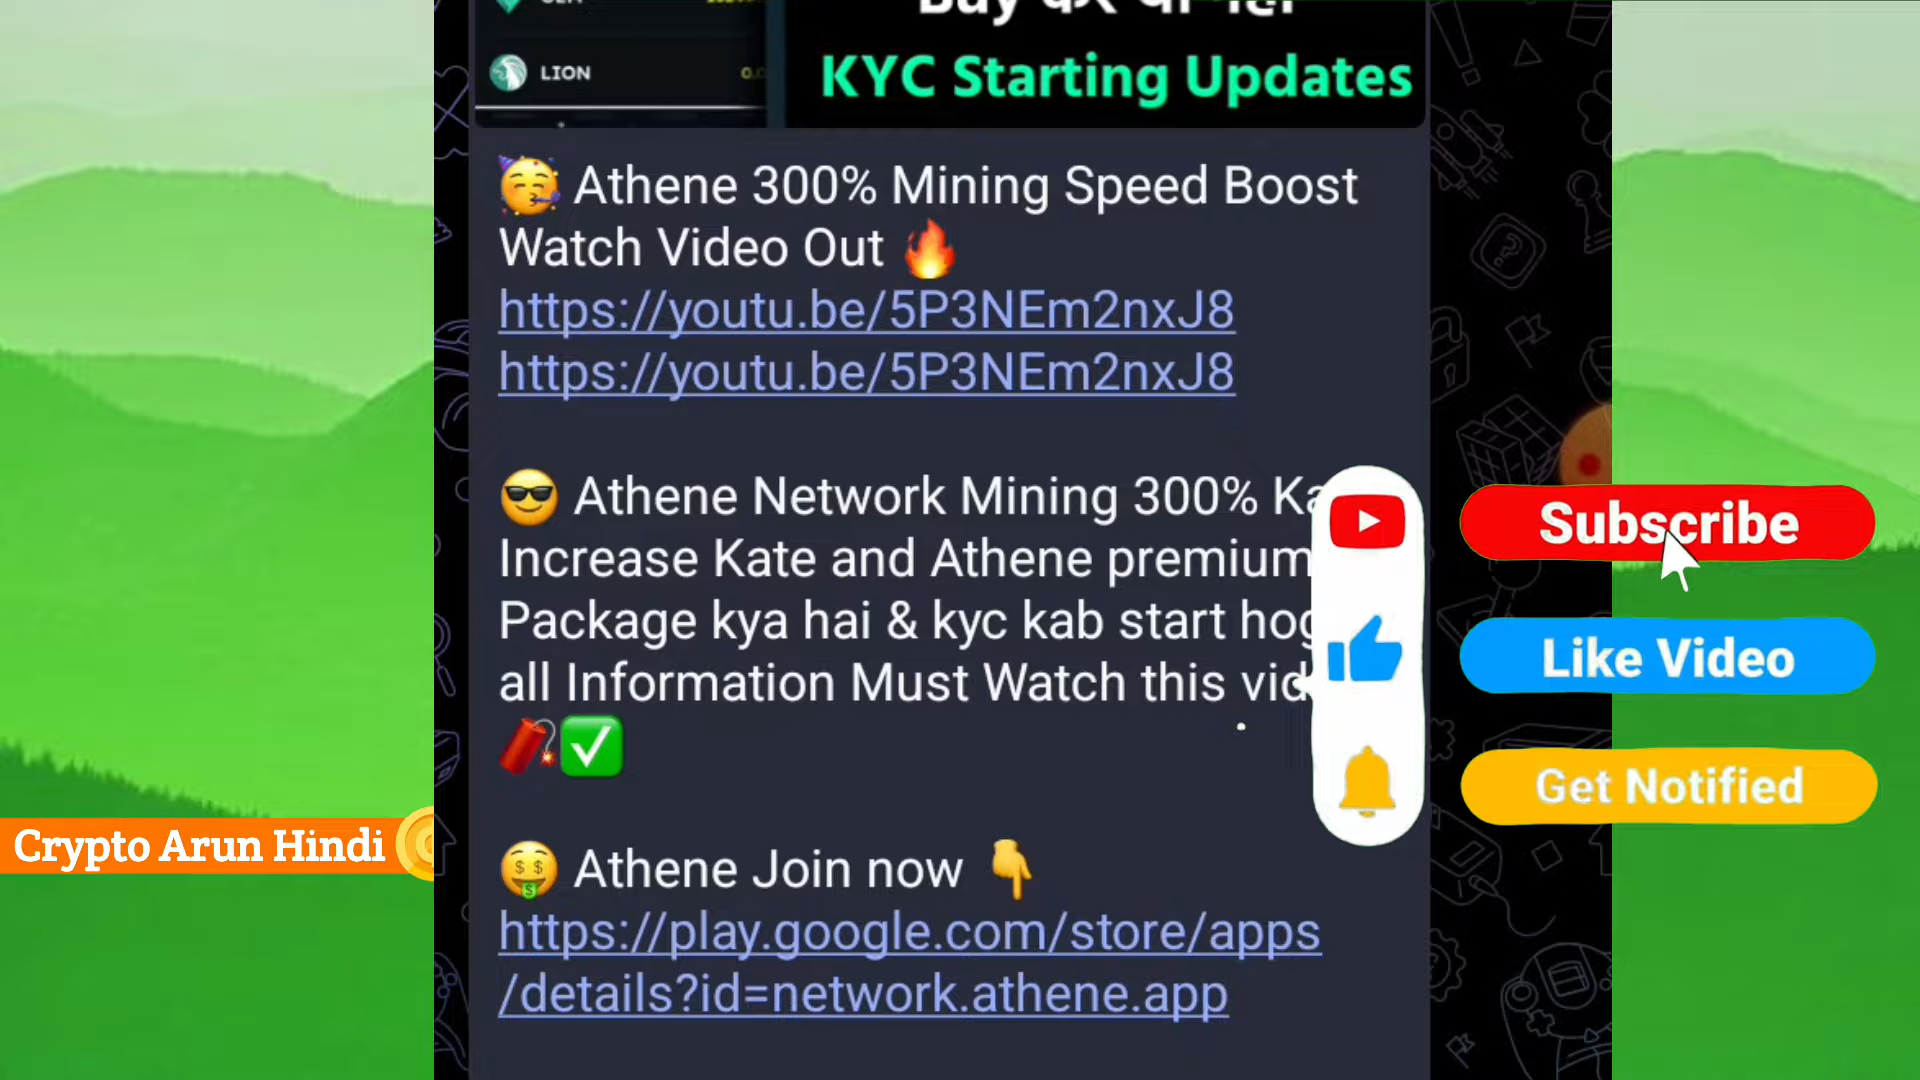 Buy
LION
KYC Starting Updates
🥳 Athene 300% Mining Speed Boost
Watch Video Out 🔥
https://youtu.be/5P3NEm2nxJ8
https://youtu.be/5P3NEm2nxJ8
😎 Athene Network Mining 300%
Increase Kate and Athene premium
Package kya hai & kyc kab start
all Information Must Watch this
🧨✅
🤑 Athene Join now 👇
https://play.google.com/store/apps
/details?id=network.athene.app
Subscribe
Like Video
Get Notified
Crypto Arun Hindi